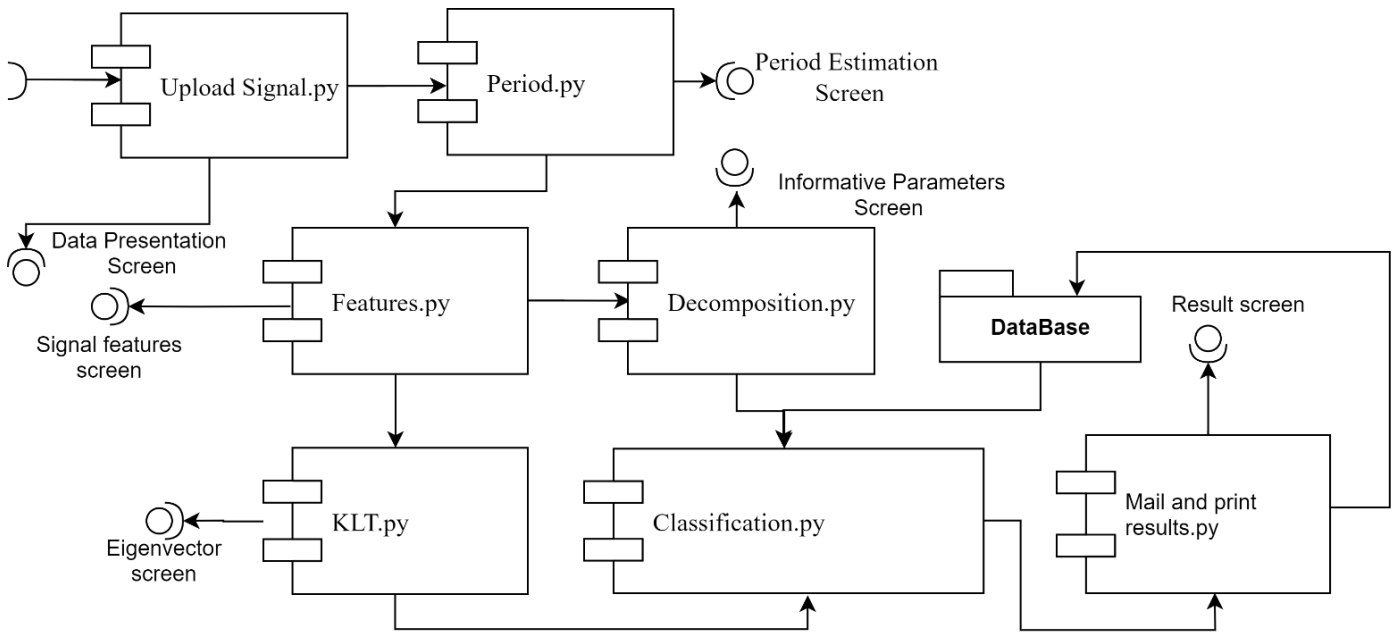 Upload Signal.py
Period.py
Period Estimation
Screen
Informative Parameters
Screen
Data Presentation
Screen
Features.py
Decomposition.py
DataBase
Result screen
Signal features
screen
KLT.py
Classification.py
Mail and print
results.py
Eigenvector
screen